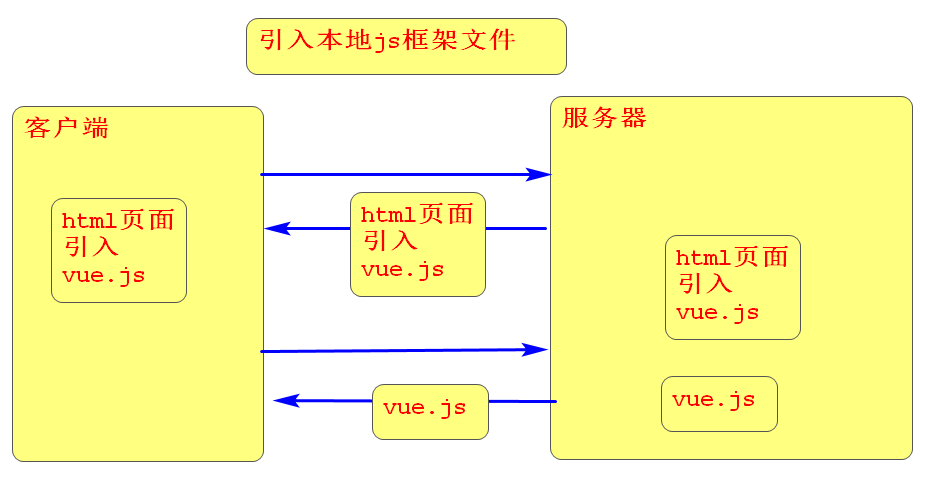 引入本地js框架文件
客户端
服务器
html页面
引入
vue.js
html页面
引入
vue.js
html页面
引入
vue.js
vue.js
vue.js